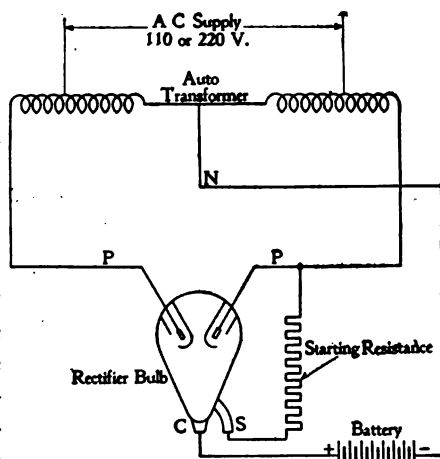 A C Supply
110 or 220 V.
Auto
Transformer
N
P P
Starting Resistance
Rectifier Bulb
C S
Battery
+ -